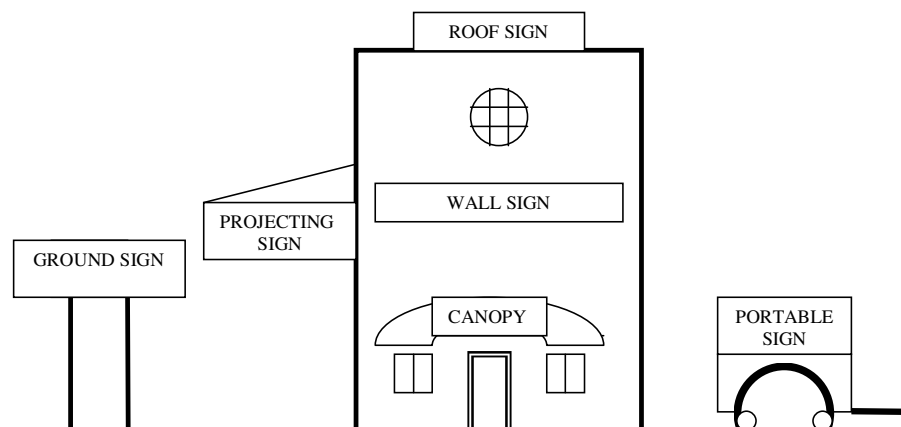 ROOF SIGN
WALL SIGN
PROJECTING
SIGN
GROUND SIGN
CANOPY
PORTABLE
SIGN